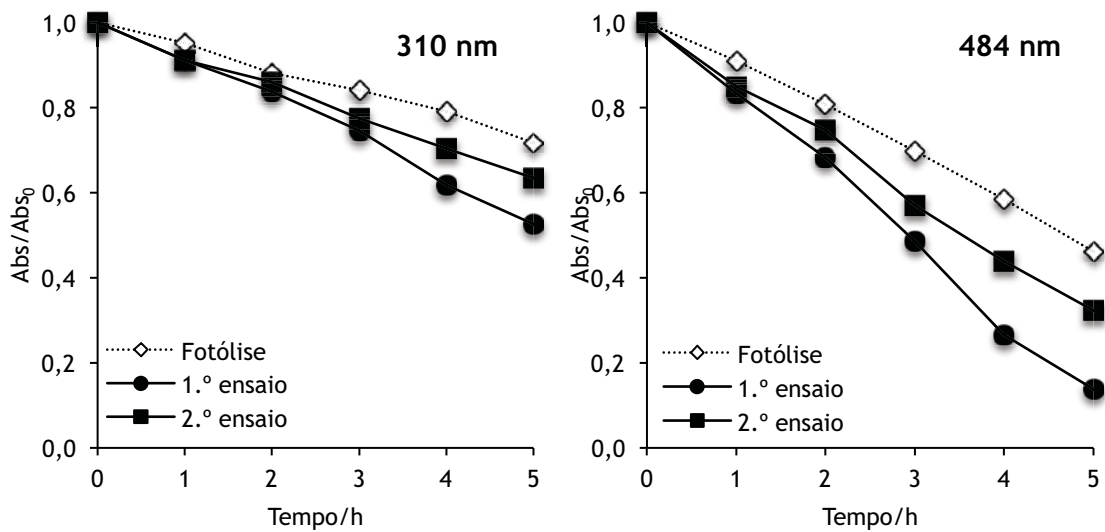 310 nm
Abs/Abs₀
1,0
0,8
0,6
0,4
0,2
0,0
Fotólise
1.º ensaio
2.º ensaio
0 1 2 3 4 5
Tempo/h
484 nm
Abs/Abs₀
1,0
0,8
0,6
0,4
0,2
0,0
Fotólise
1.º ensaio
2.º ensaio
0 1 2 3 4 5
Tempo/h